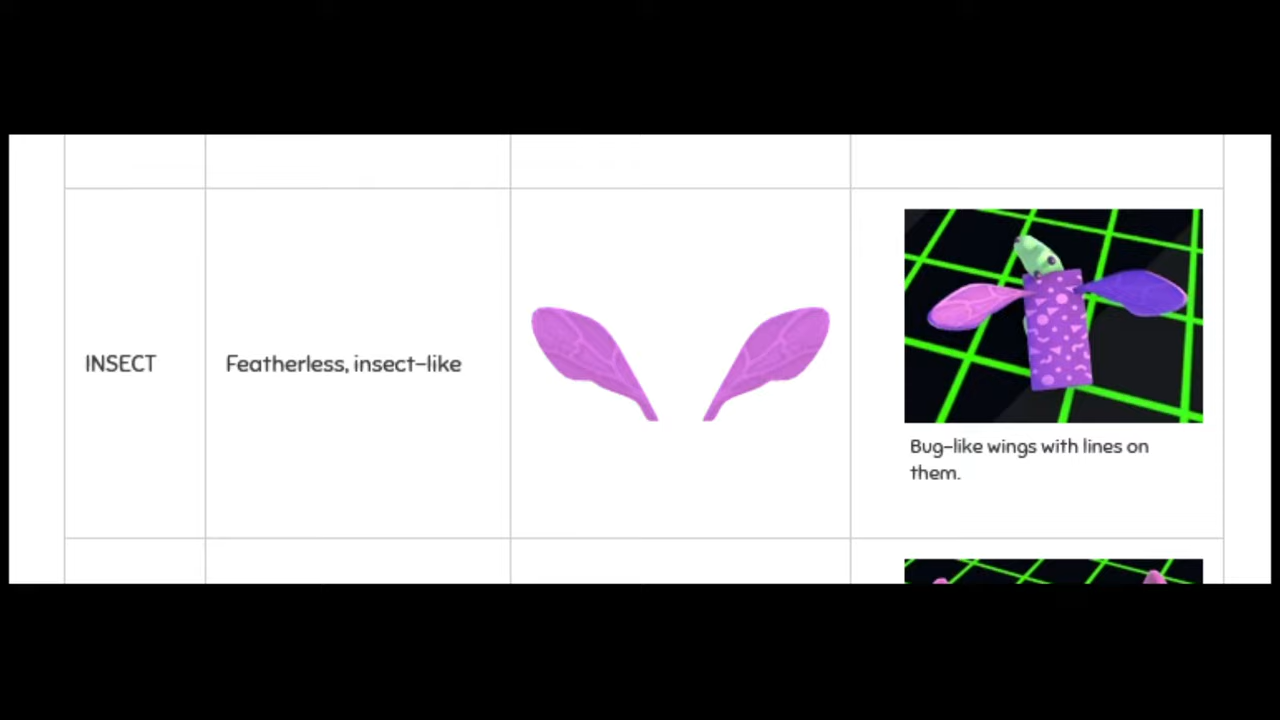 INSECT
Featherless, insect-like
Bug-like wings with lines on
them.